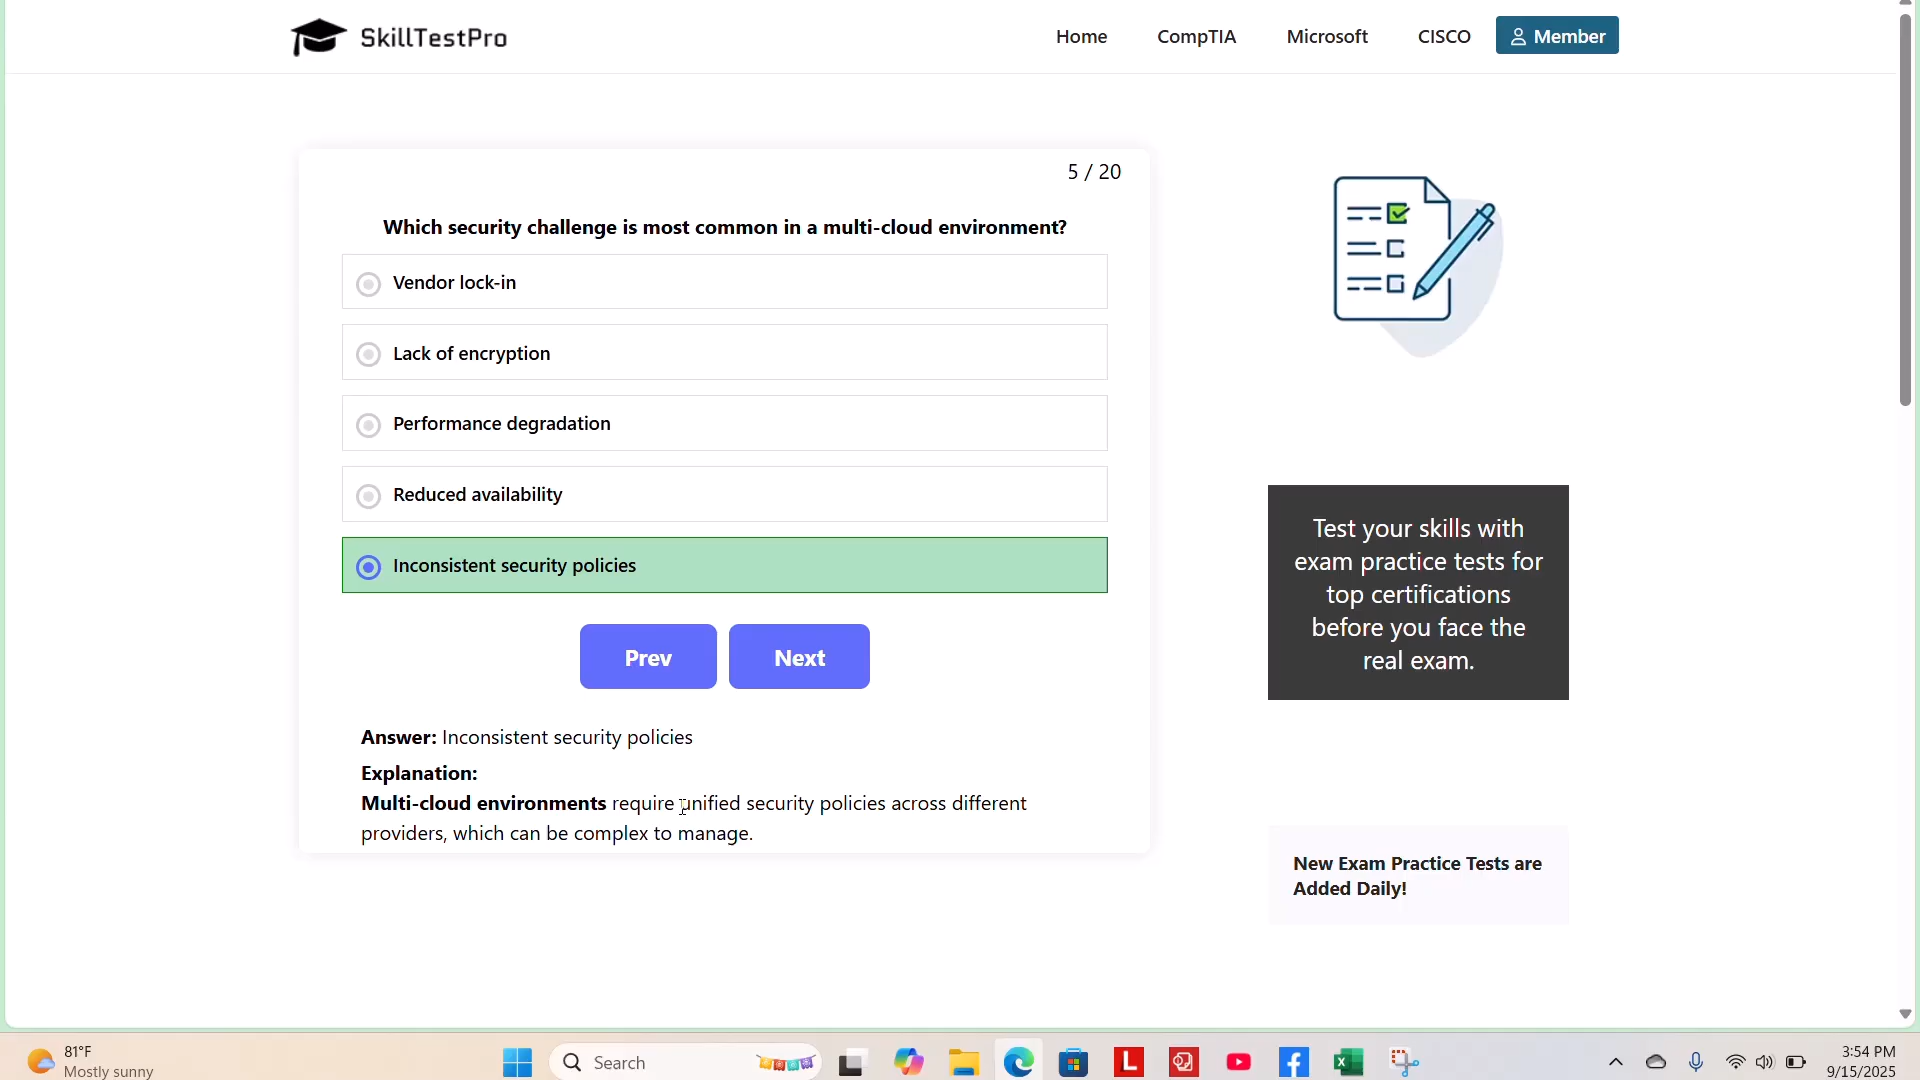 SkillTestPro
Home
CompTIA
Microsoft
CISCO
Member
5 / 20
Which security challenge is most common in a multi-cloud environment?
Vendor lock-in
Lack of encryption
Performance degradation
Reduced availability
Inconsistent security policies
Prev
Next
Answer: Inconsistent security policies
Explanation:
Multi-cloud environments require unified security policies across different
providers, which can be complex to manage.
Test your skills with
exam practice tests for
top certifications
before you face the
real exam.
New Exam Practice Tests are
Added Daily!
81°F
Mostly sunny
Search
L
3:54 PM
9/15/2025